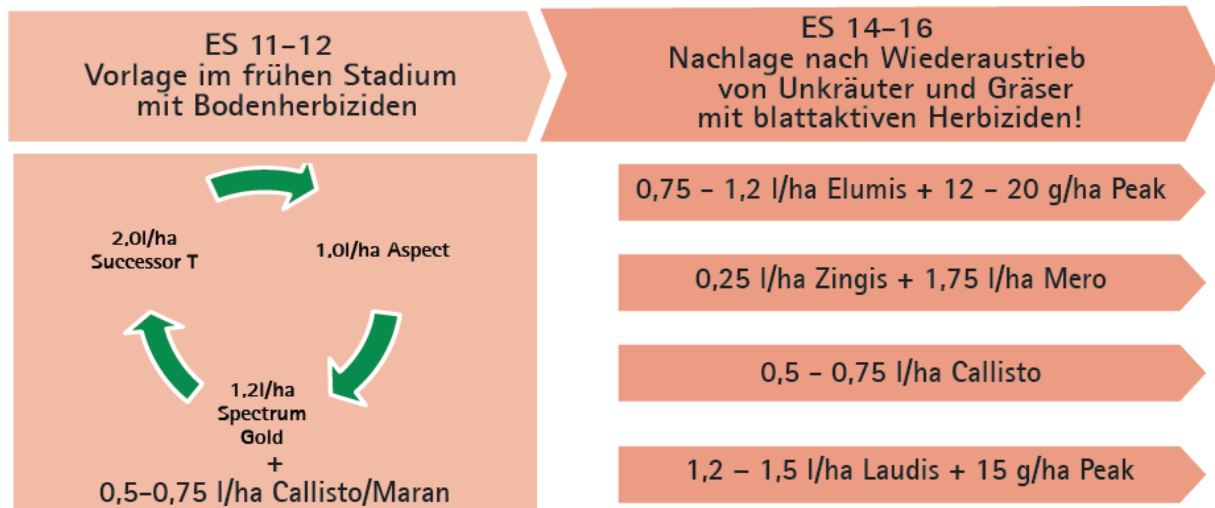 ES 11–12
Vorlage im frühen Stadium
mit Bodenherbiziden
ES 14–16
Nachlage nach Wiederaustrieb
von Unkräuter und Gräser
mit blattaktiven Herbiziden!
2,0l/ha
Successor T
1,0l/ha Aspect
1,2l/ha
Spectrum
Gold
+
0,5–0,75 l/ha Callisto/Maran
0,75 – 1,2 l/ha Elumis + 12 – 20 g/ha Peak
0,25 l/ha Zingis + 1,75 l/ha Mero
0,5 – 0,75 l/ha Callisto
1,2 – 1,5 l/ha Laudis + 15 g/ha Peak